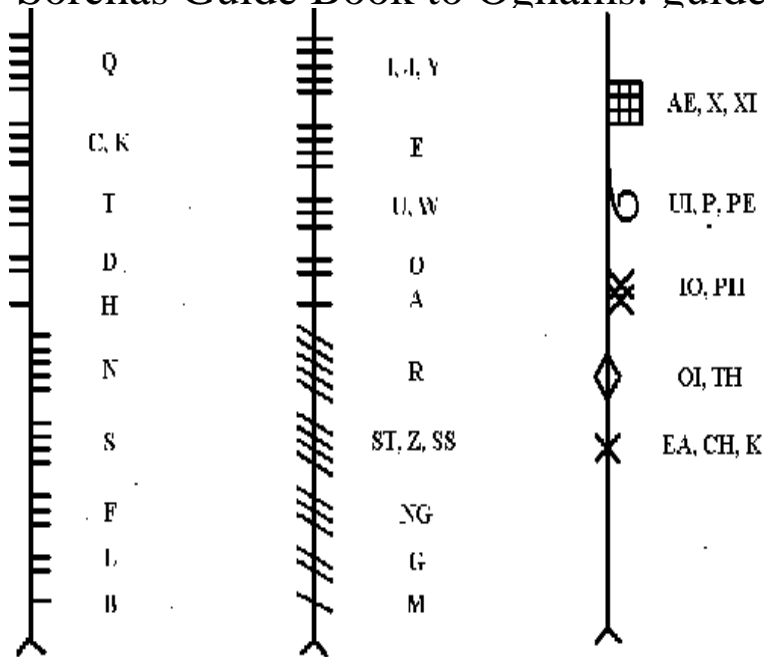 Sorchas Guide Book to Oghams: guide
Q
C, K
T
D
H
N
S
F
L
B
I, J, Y
E
U, W
O
A
R
ST, Z, SS
NG
G
M
AE, X, XI
UI, P, PE
IO, PH
OI, TH
EA, CH, K